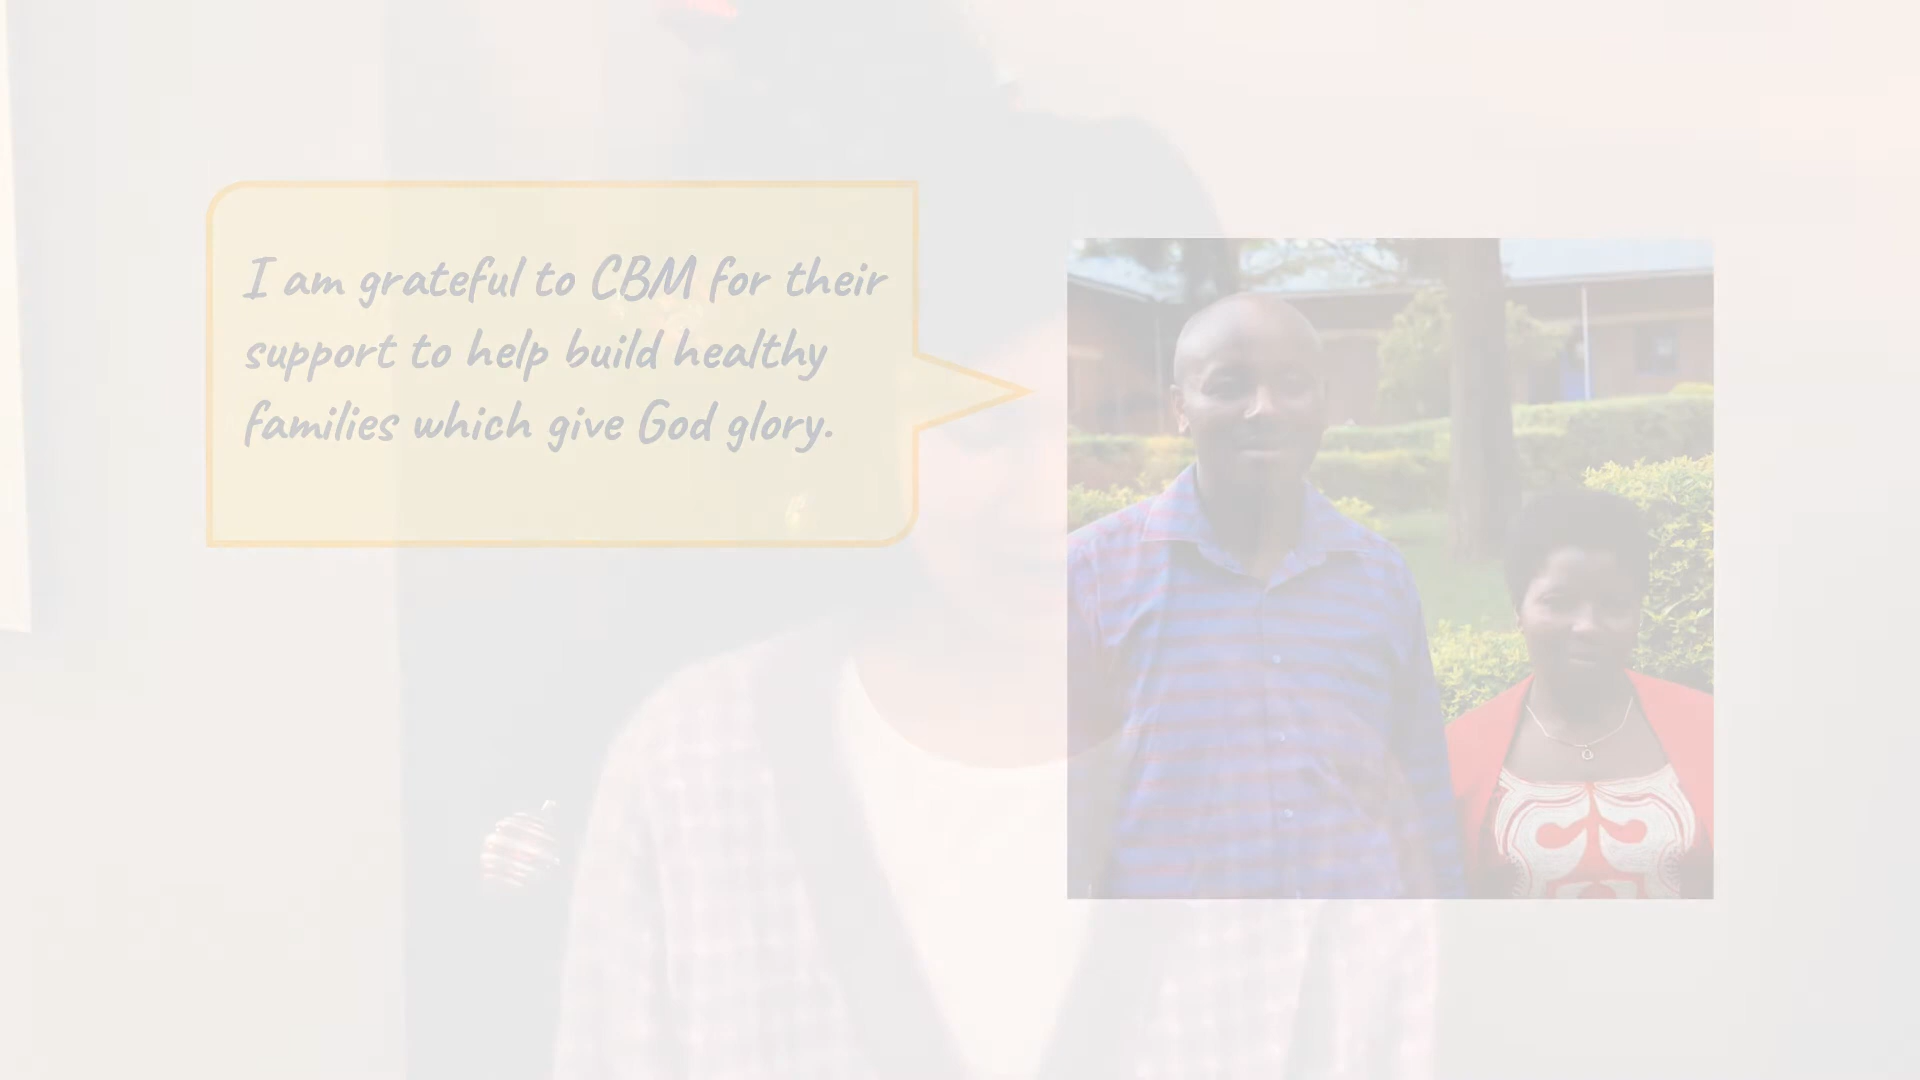 I am grateful to CBM for their
support to help build healthy
families which give God glory.